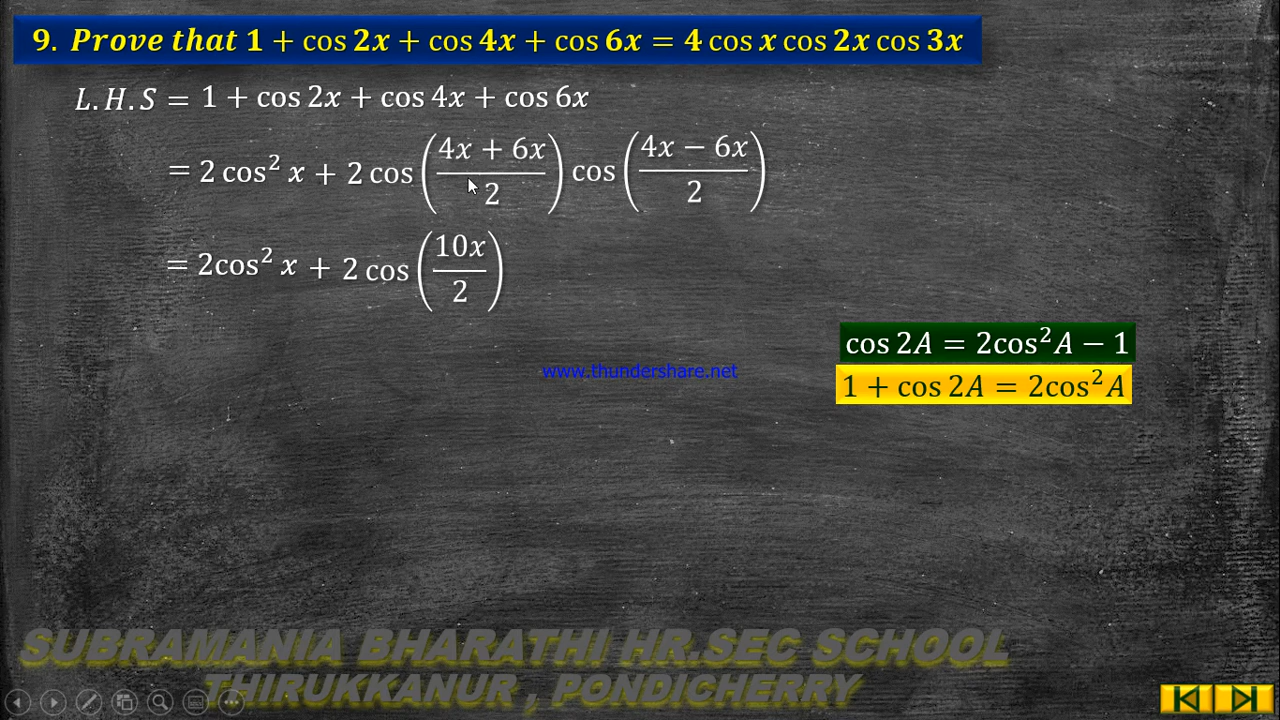 9. Prove that 1 + cos 2x + cos 4x + cos 6x = 4 cos x cos 2x cos 3x
L.H.S = 1 + cos 2x + cos 4x + cos 6x
= 2 cos² x + 2 cos ((4x + 6x)/2) cos ((4x − 6x)/2)
= 2cos² x + 2 cos (10x/2)
cos 2A = 2cos²A − 1
www.thundershare.net
1 + cos 2A = 2cos²A
SUBRAMANIA BHARATHI HR.SEC SCHOOL
THIRUKKANUR , PONDICHERRY